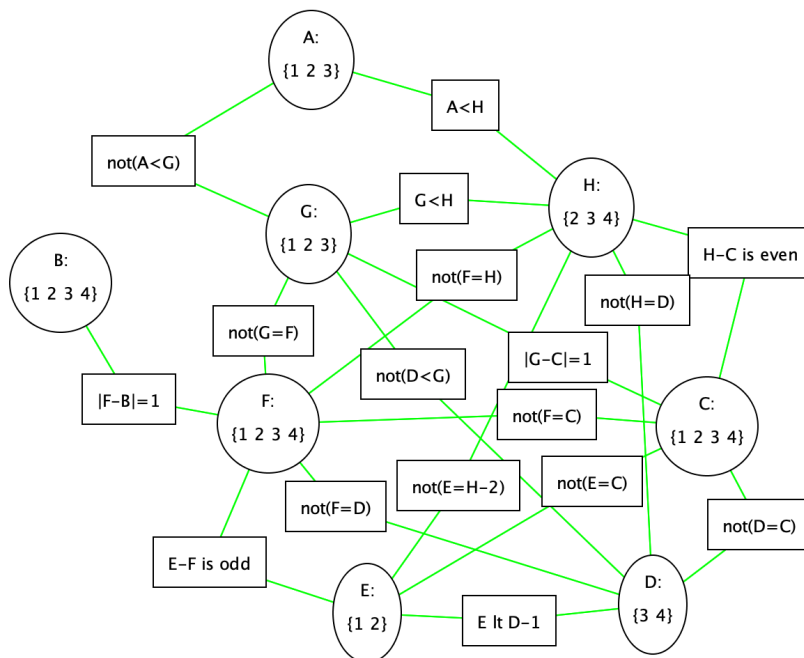 A:
{1 2 3}
A<H
not(A<G)
H:
{2 3 4}
G<H
G:
{1 2 3}
H-C is even
B:
{1 2 3 4}
not(F=H)
not(H=D)
not(G=F)
|G-C|=1
not(D<G)
|F-B|=1
F:
{1 2 3 4}
C:
{1 2 3 4}
not(F=C)
not(E=H-2)
not(E=C)
not(F=D)
not(D=C)
E-F is odd
E:
{1 2}
D:
{3 4}
E lt D-1